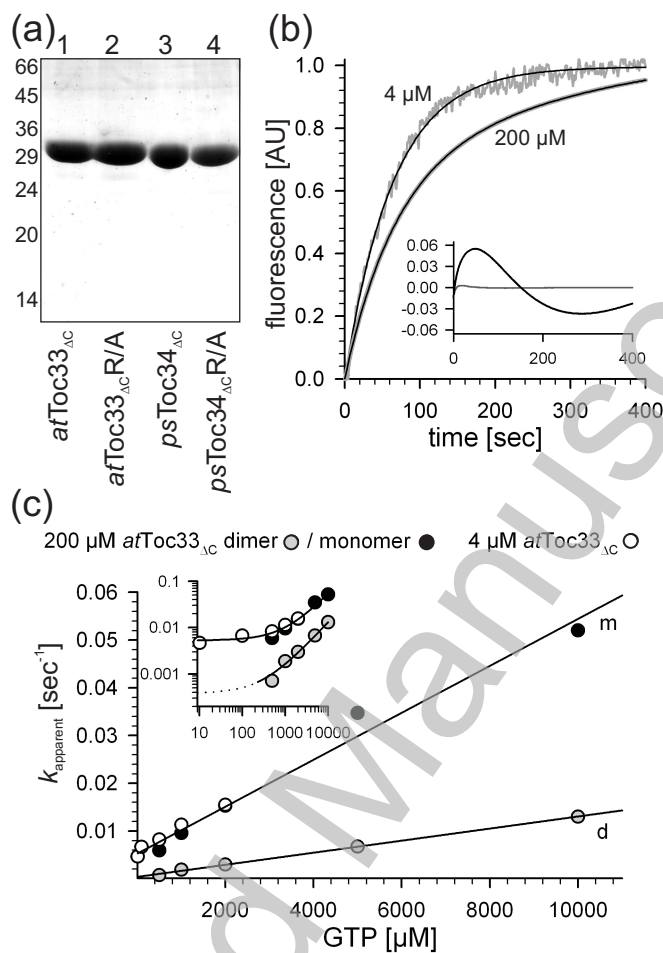 (a)
1 2 3 4
66
45
36
29
24
20
14
atToc33ΔC
atToc33ΔCR/A
psToc34ΔC
psToc34ΔCR/A
(b)
fluorescence [AU]
1.0
0.8
0.6
0.4
0.2
0.0
4 µM
200 µM
0.06
0.03
0.00
-0.03
-0.06
0 200 400
0 100 200 300 400
time [sec]
(c)
200 µM atToc33ΔC dimer / monomer 4 µM atToc33ΔC
kapparent [sec-1]
0.06
0.05
0.04
0.03
0.02
0.01
0.1
0.01
0.001
10 100 1000 10000
m
d
2000 4000 6000 8000 10000
GTP [µM]
d Manusc